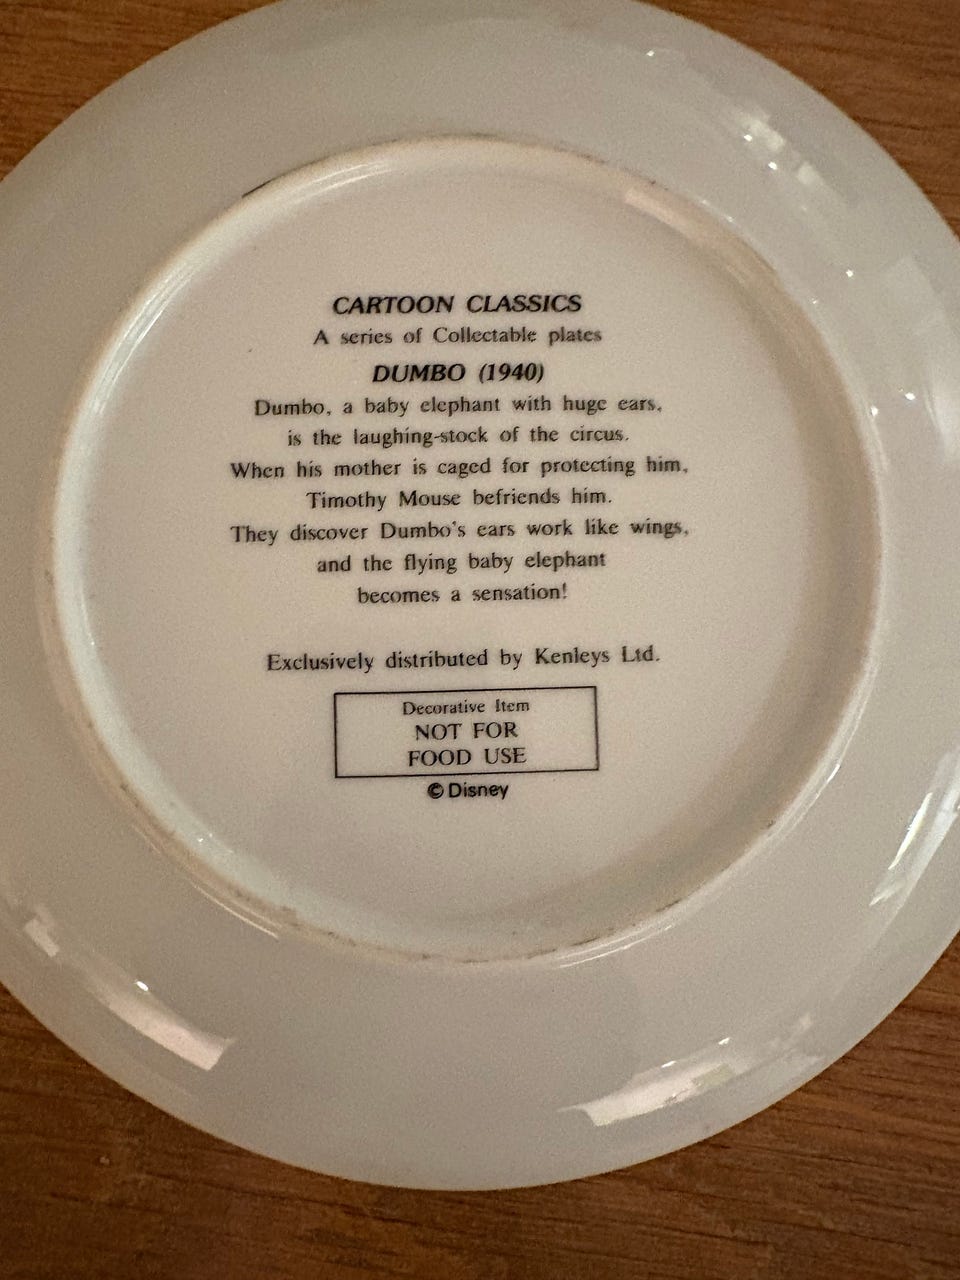 CARTOON CLASSICS
A series of Collectable plates
DUMBO (1940)
Dumbo, a baby elephant with huge ears,
is the laughing-stock of the circus.
When his mother is caged for protecting him,
Timothy Mouse befriends him.
They discover Dumbo's ears work like wings,
and the flying baby elephant
becomes a sensation!
Exclusively distributed by Kenleys Ltd.
Decorative Item
NOT FOR
FOOD USE
© Disney